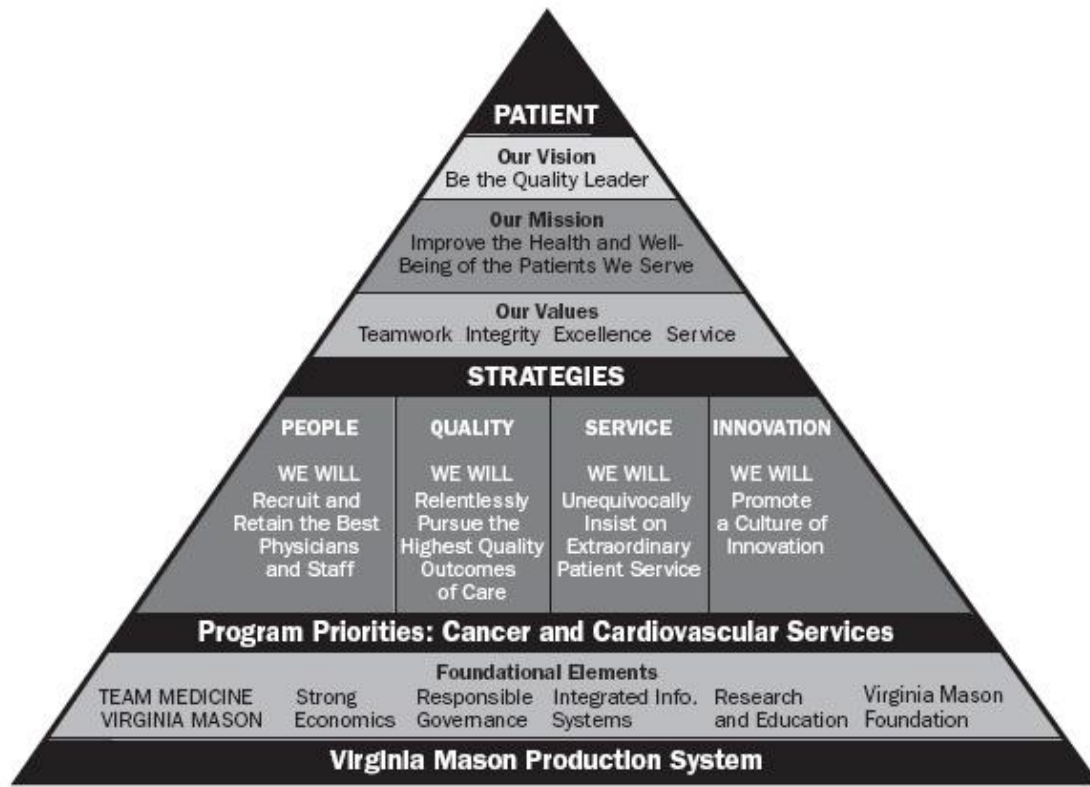 PATIENT
Our Vision
Be the Quality Leader
Our Mission
Improve the Health and Well-
Being of the Patients We Serve
Our Values
Teamwork Integrity Excellence Service
STRATEGIES
PEOPLE
WE WILL
Recruit and
Retain the Best
Physicians
and Staff
QUALITY
WE WILL
Relentlessly
Pursue the
Highest Quality
Outcomes
of Care
SERVICE
WE WILL
Unequivocally
Insist on
Extraordinary
Patient Service
INNOVATION
WE WILL
Promote
a Culture of
Innovation
Program Priorities: Cancer and Cardiovascular Services
Foundational Elements
TEAM MEDICINE
VIRGINIA MASON
Strong
Economics
Responsible
Governance
Integrated Info.
Systems
Research
and Education
Virginia Mason
Foundation
Virginia Mason Production System